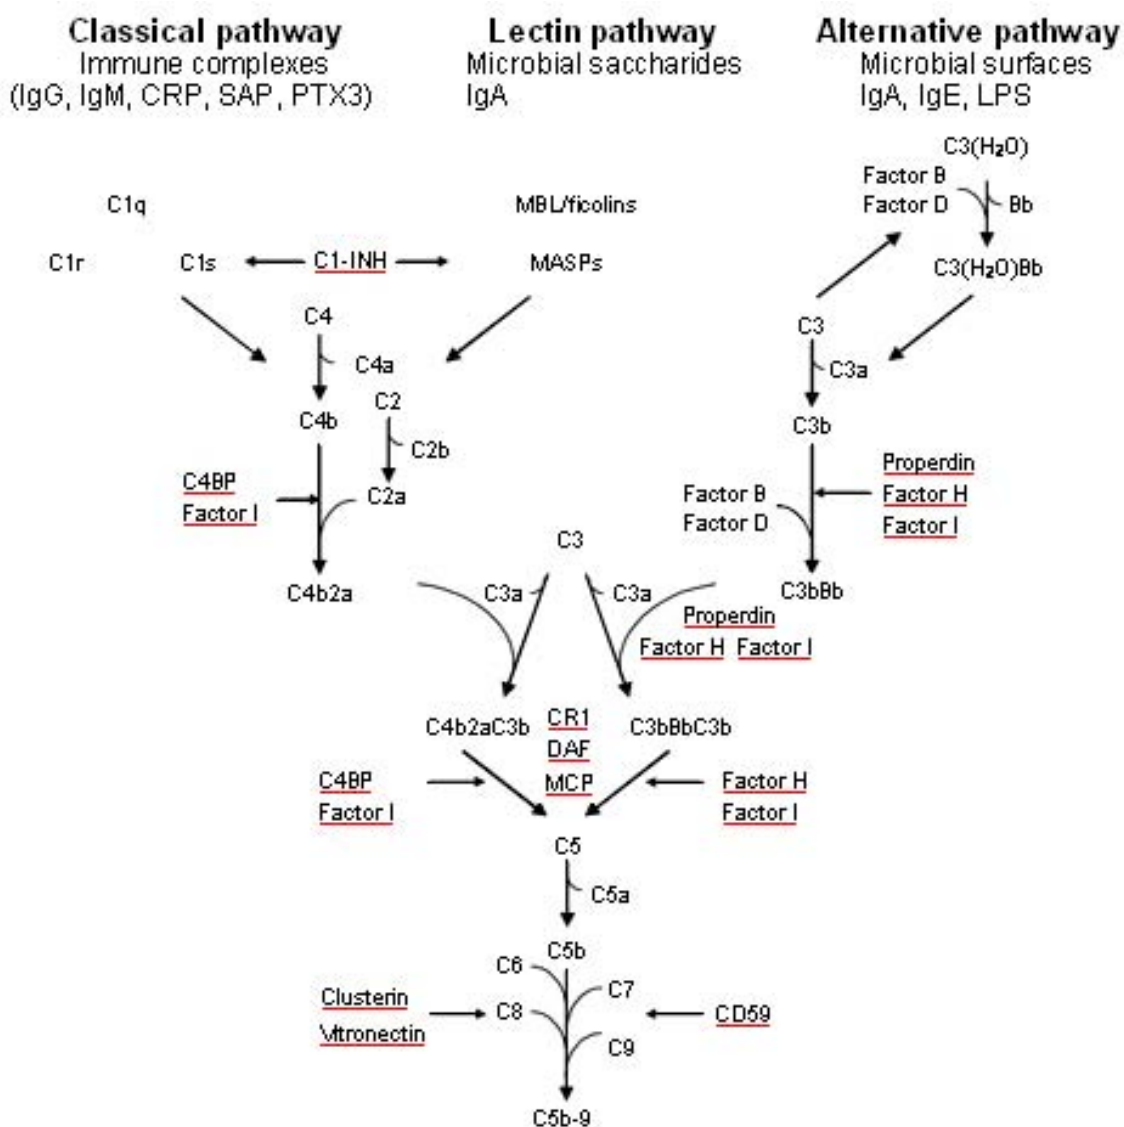 Classical pathway
Immune complexes
(IgG, IgM, CRP, SAP, PTX3)
Lectin pathway
Microbial saccharides
IgA
Alternative pathway
Microbial surfaces
IgA, IgE, LPS
C3(H₂O)
Factor B
Factor D
Bb
C3(H₂O)Bb
C1q
C1r
C1s
C1-INH
MBL/ficolins
MASPs
C4
C4a
C4b
C2
C2b
C2a
C4BP
Factor I
C4b2a
C3
C3a
C3b
Factor B
Factor D
Properdin
Factor H
Factor I
C3bBb
C3
C3a
C3a
Properdin
Factor H Factor I
C4b2aC3b
CR1
DAF
MCP
C3bBbC3b
C4BP
Factor I
Factor H
Factor I
C5
C5a
C5b
C6
C7
C8
C9
Clusterin
Vitronectin
CD59
C5b-9